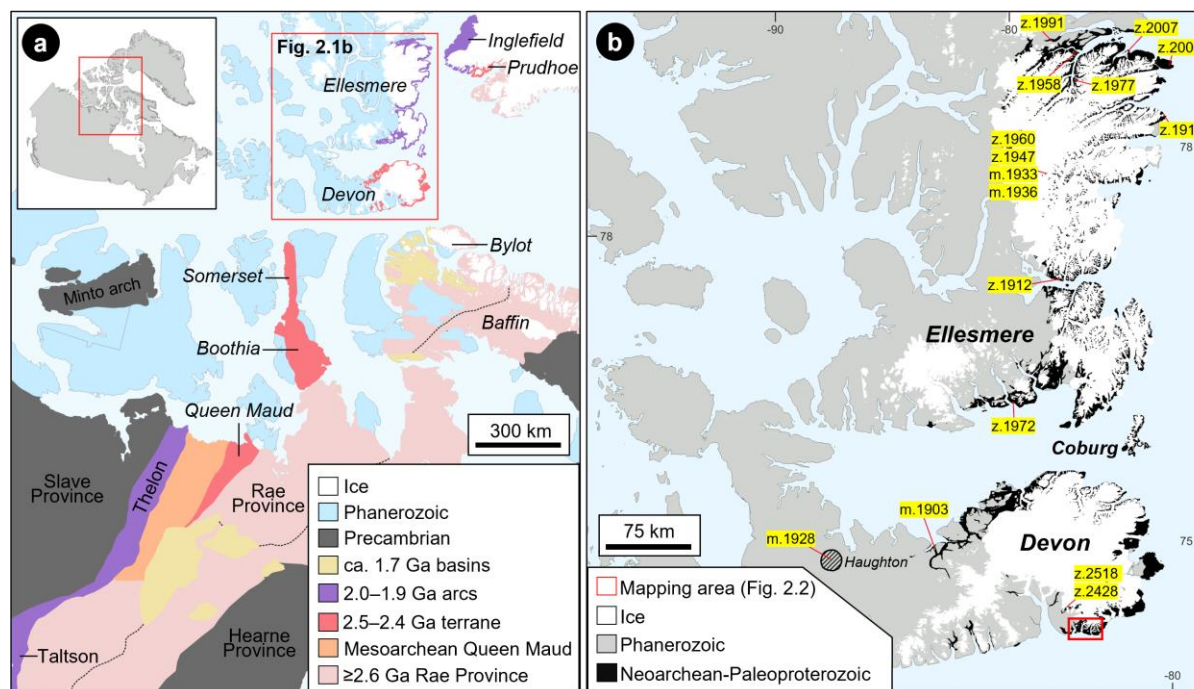 a
Fig. 2.1b
Inglefield
Prudhoe
Ellesmere
Devon
Bylot
Somerset
Minto arch
Baffin
Boothia
Queen Maud
300 km
Slave
Province
Thelon
Rae
Province
Hearne
Province
Taltson
Ice
Phanerozoic
Precambrian
ca. 1.7 Ga basins
2.0–1.9 Ga arcs
2.5–2.4 Ga terrane
Mesoarchean Queen Maud
≥2.6 Ga Rae Province
b
-90
-80
z.1991
z.2007
z.200
z.1958
z.1977
z.191
78
z.1960
z.1947
m.1933
m.1936
78
z.1912
Ellesmere
z.1972
Coburg
75 km
m.1903
m.1928
Haughton
Devon
75
z.2518
z.2428
Mapping area (Fig. 2.2)
Ice
Phanerozoic
Neoarchean-Paleoproterozoic
-80